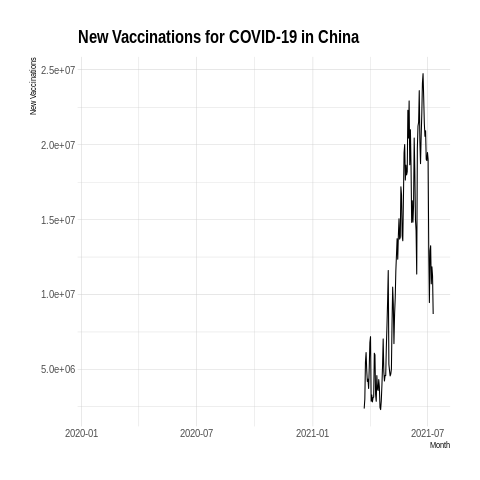 New Vaccinations for COVID-19 in China
New Vaccinations
2.5e+07
2.0e+07
1.5e+07
1.0e+07
5.0e+06
2020-01 2020-07 2021-01 2021-07
Month